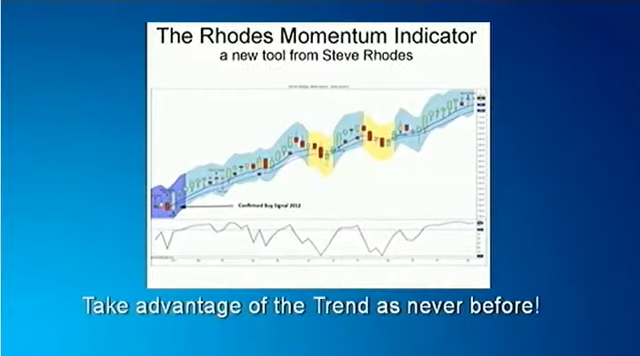 The Rhodes Momentum Indicator
a new tool from Steve Rhodes
Confirmed Buy Signal 2012
Take advantage of the Trend as never before!